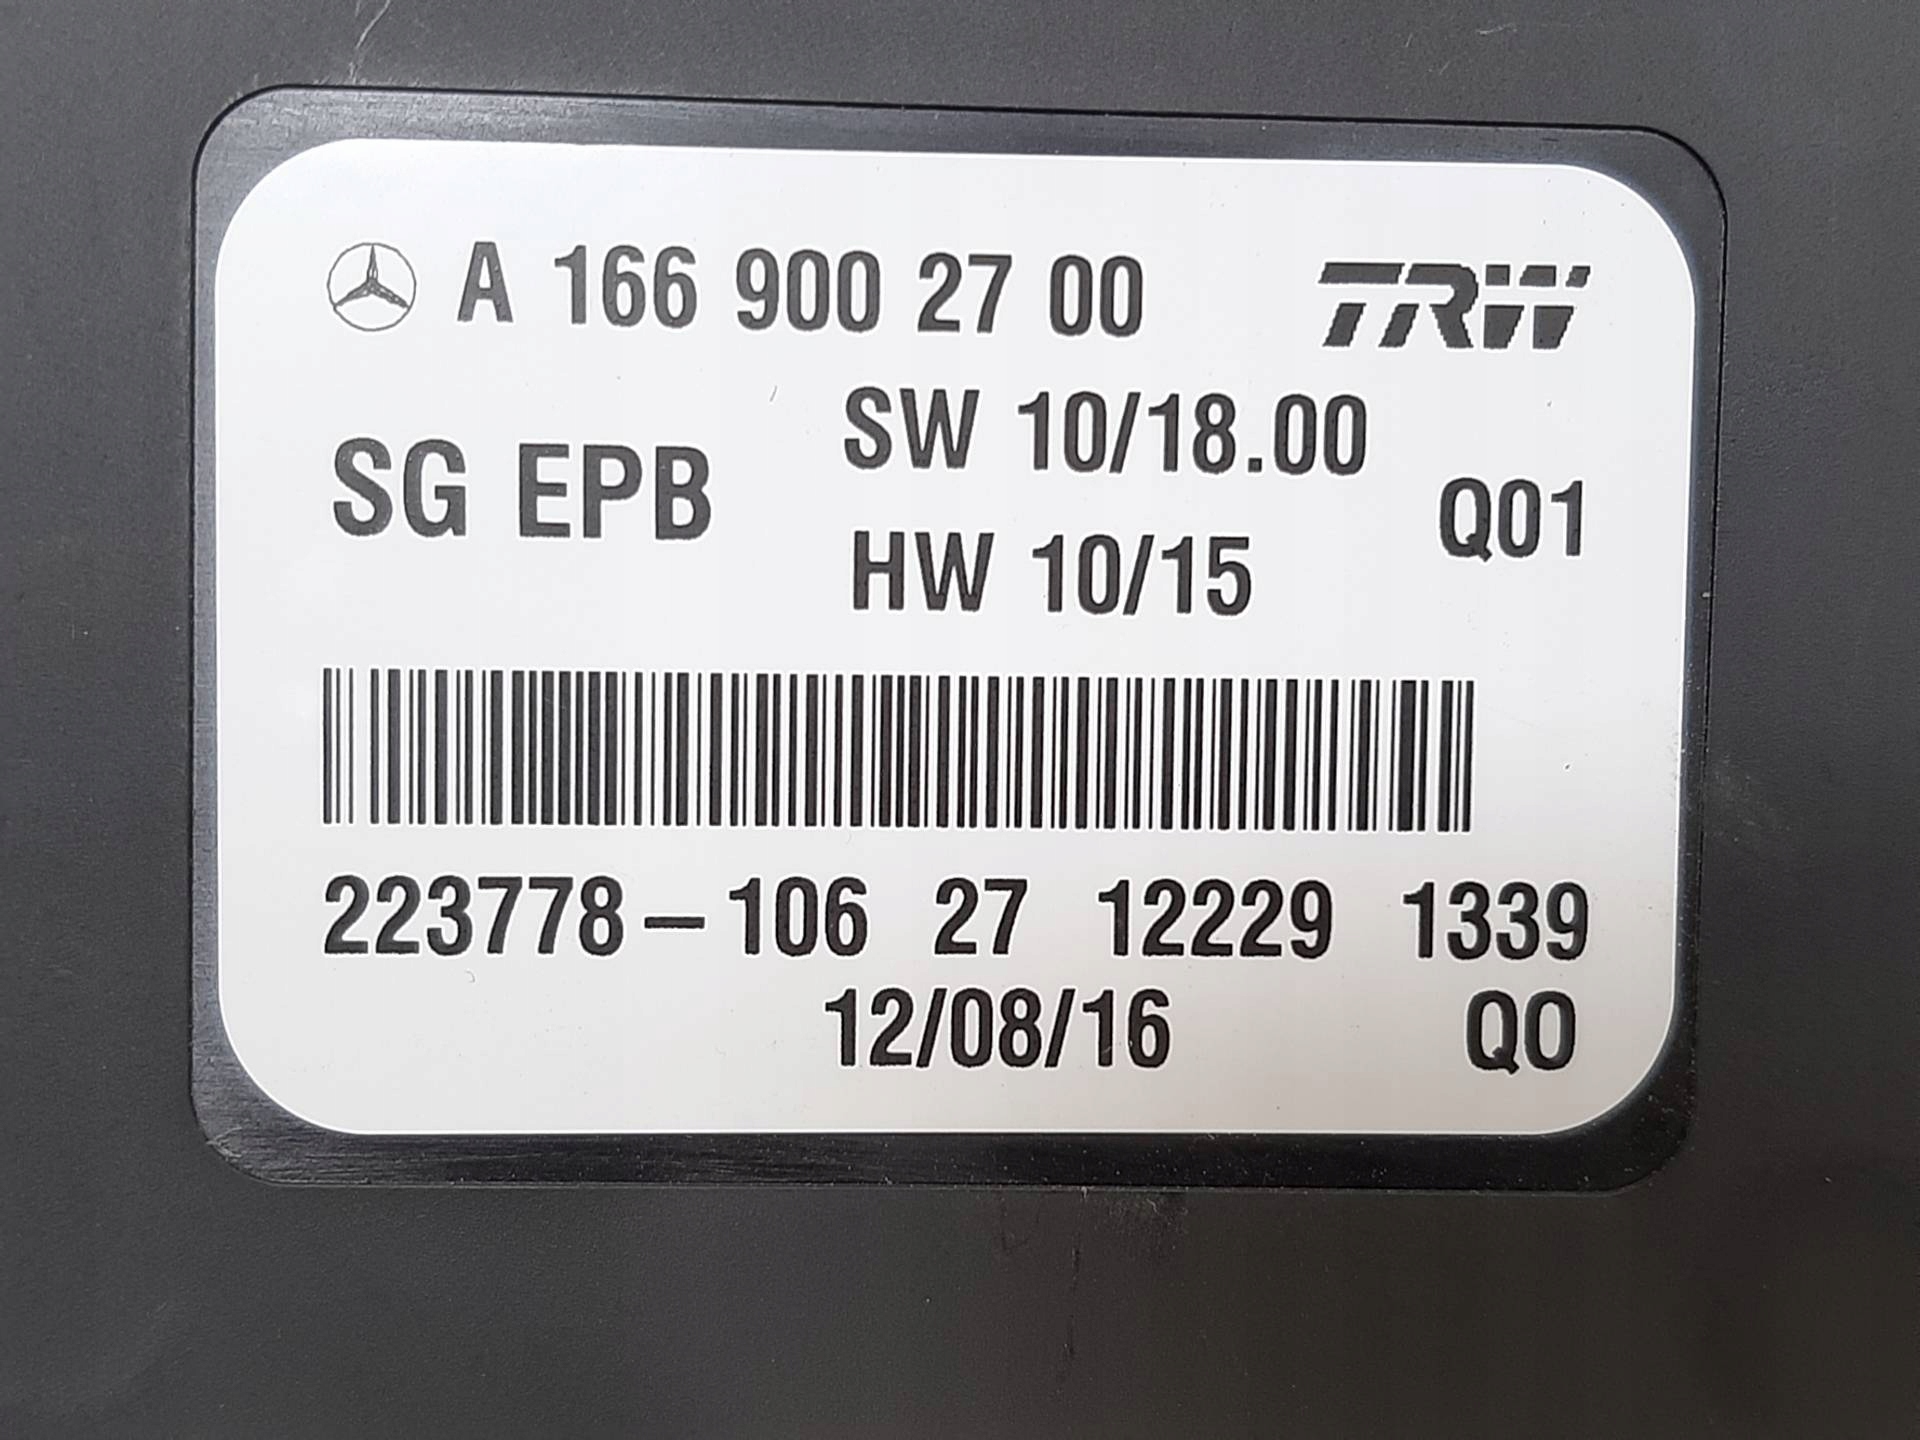 A 166 900 27 00 TRW
SW 10/18.00
SG EPB Q01
HW 10/15
223778-106 27 12229 1339
12/08/16 Q0